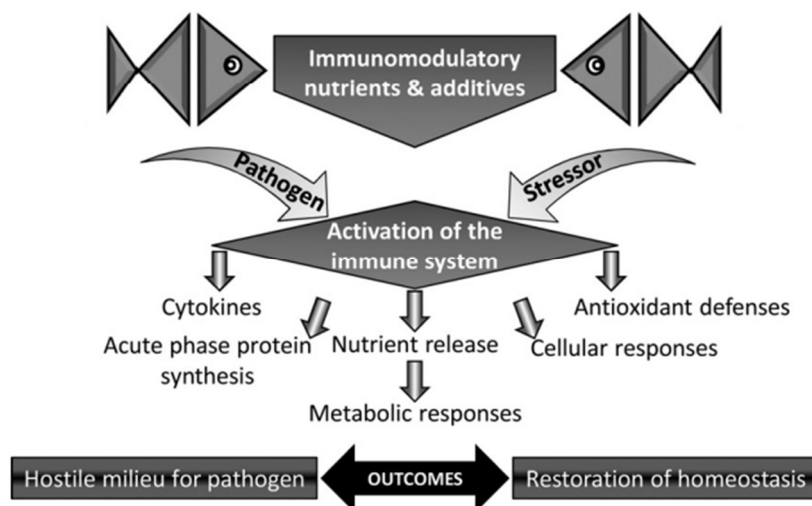 Immunomodulatory
nutrients & additives
Pathogen
Stressor
Activation of the
immune system
Cytokines
Antioxidant defenses
Acute phase protein
synthesis
Nutrient release
Cellular responses
Metabolic responses
Hostile milieu for pathogen
OUTCOMES
Restoration of homeostasis